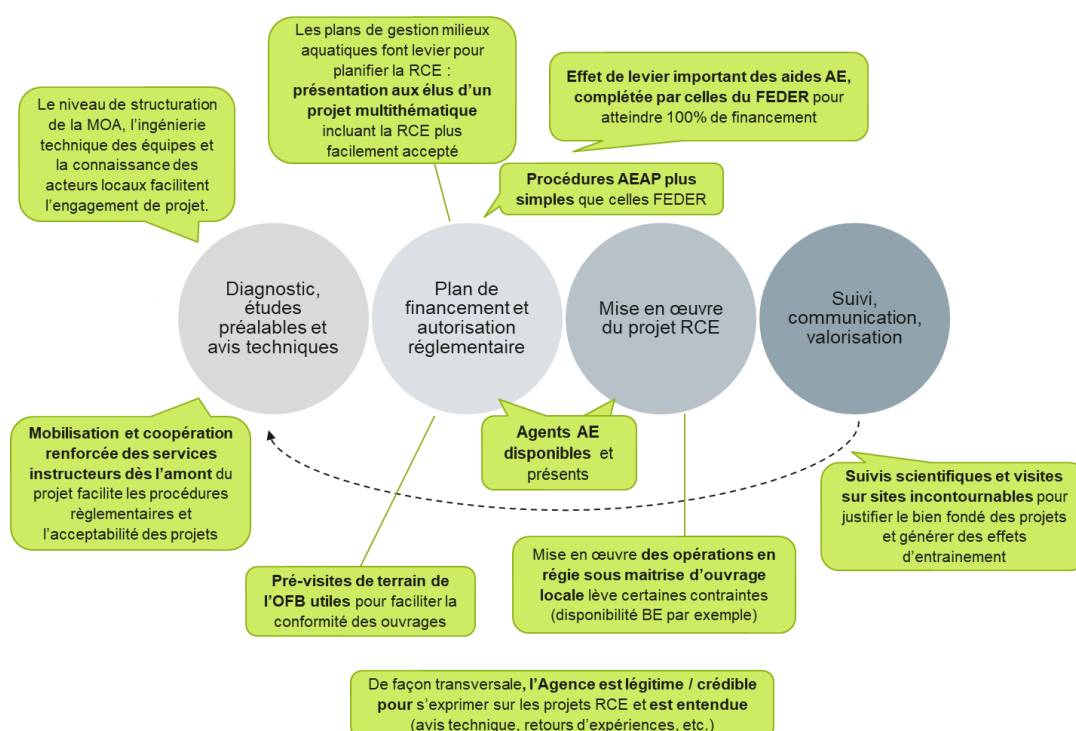 Les plans de gestion milieux
aquatiques font levier pour
planifier la RCE :
présentation aux élus d'un
projet multithématique
incluant la RCE plus
facilement accepté
Effet de levier important des aides AE,
complétée par celles du FEDER pour
atteindre 100% de financement
Le niveau de structuration
de la MOA, l'ingénierie
technique des équipes et
la connaissance des
acteurs locaux facilitent
l'engagement de projet.
Procédures AEAP plus
simples que celles FEDER
Diagnostic,
études
préalables et
avis techniques
Plan de
financement et
autorisation
réglementaire
Mise en œuvre
du projet RCE
Suivi,
communication,
valorisation
Mobilisation et coopération
renforcée des services
instructeurs dès l'amont du
projet facilite les procédures
règlementaires et
l'acceptabilité des projets
Agents AE
disponibles et
présents
Suivis scientifiques et visites
sur sites incontournables pour
justifier le bien fondé des projets
et générer des effets
d'entrainement
Pré-visites de terrain de
l'OFB utiles pour faciliter la
conformité des ouvrages
Mise en œuvre des opérations en
régie sous maitrise d'ouvrage
locale lève certaines contraintes
(disponibilité BE par exemple)
De façon transversale, l'Agence est légitime / crédible
pour s'exprimer sur les projets RCE et est entendue
(avis technique, retours d'expériences, etc.)